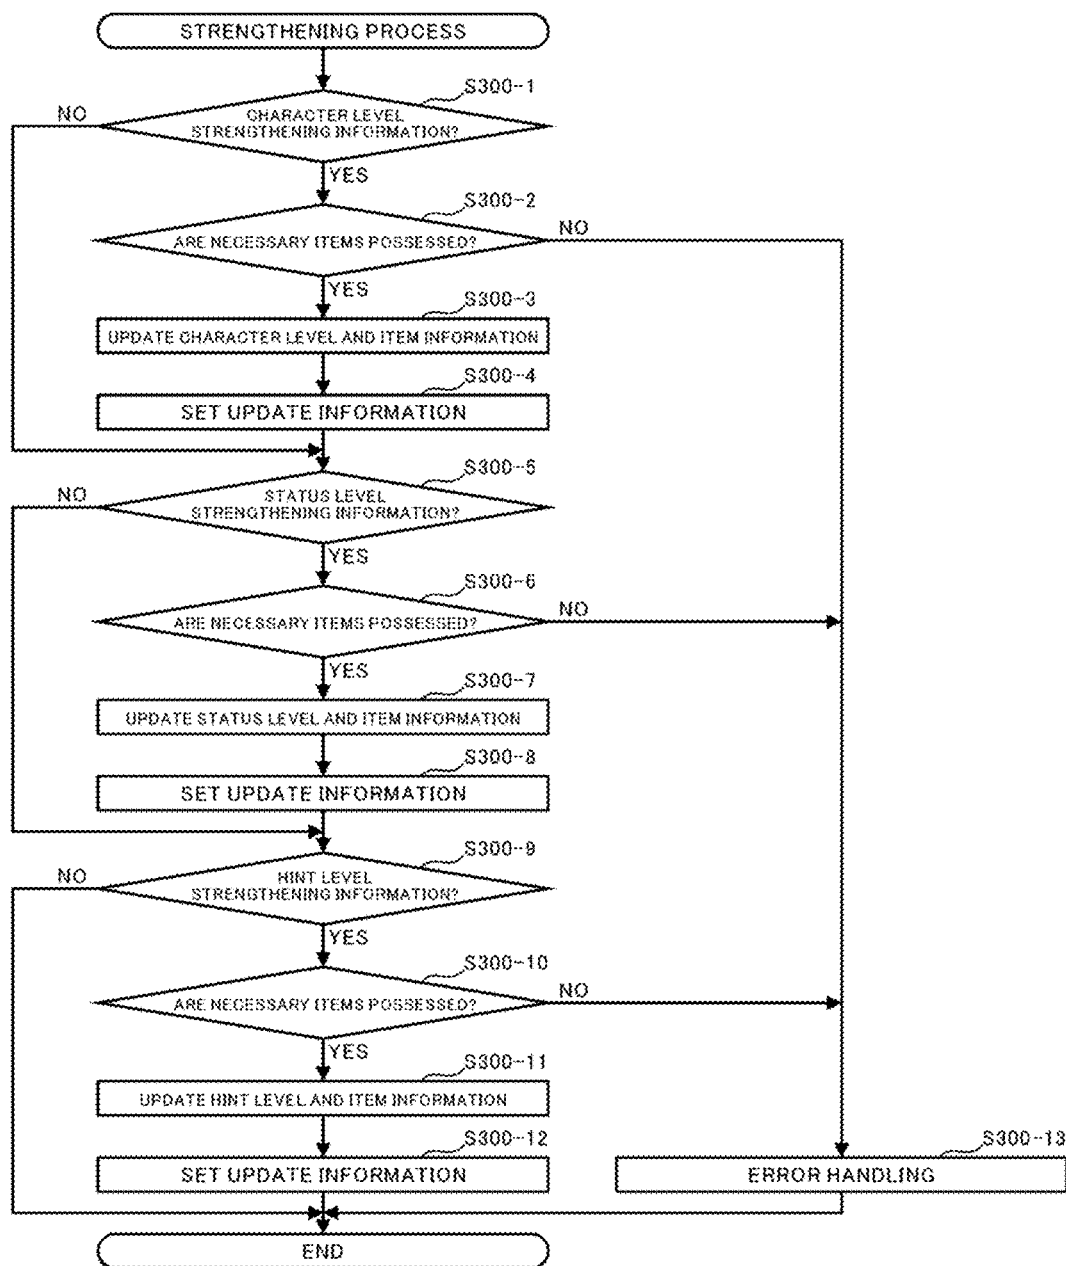 STRENGTHENING PROCESS
S300-1
NO
CHARACTER LEVEL
STRENGTHENING INFORMATION?
YES
S300-2
NO
ARE NECESSARY ITEMS POSSESSED?
YES
S300-3
UPDATE CHARACTER LEVEL AND ITEM INFORMATION
S300-4
SET UPDATE INFORMATION
S300-5
NO
STATUS LEVEL
STRENGTHENING INFORMATION?
YES
S300-6
NO
ARE NECESSARY ITEMS POSSESSED?
YES
S300-7
UPDATE STATUS LEVEL AND ITEM INFORMATION
S300-8
SET UPDATE INFORMATION
S300-9
NO
HINT LEVEL
STRENGTHENING INFORMATION?
YES
S300-10
NO
ARE NECESSARY ITEMS POSSESSED?
YES
S300-11
UPDATE HINT LEVEL AND ITEM INFORMATION
S300-12
SET UPDATE INFORMATION
S300-13
ERROR HANDLING
END